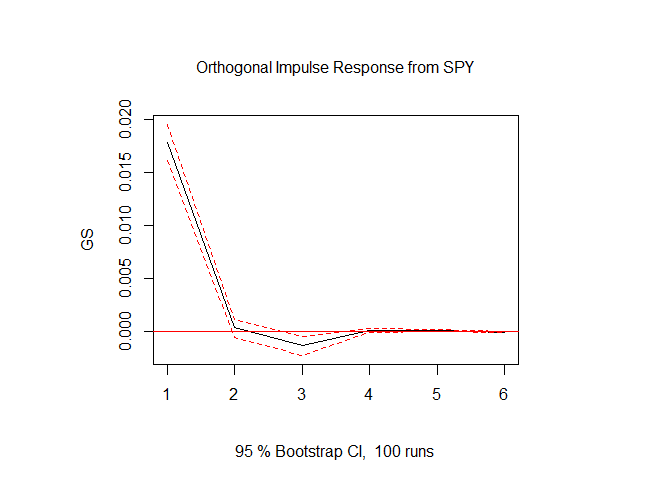 Orthogonal Impulse Response from SPY
GS
0.020
0.015
0.010
0.005
0.000
1 2 3 4 5 6
95 % Bootstrap CI, 100 runs